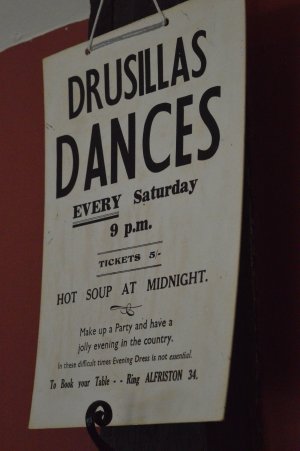 DRUSILLAS
DANCES
EVERY Saturday
9 p.m.
TICKETS 5/-
HOT SOUP AT MIDNIGHT.
Make up a Party and have a
jolly evening in the country.
In these difficult times Evening Dress is not essential.
To Book your Table - - Ring ALFRISTON 34.